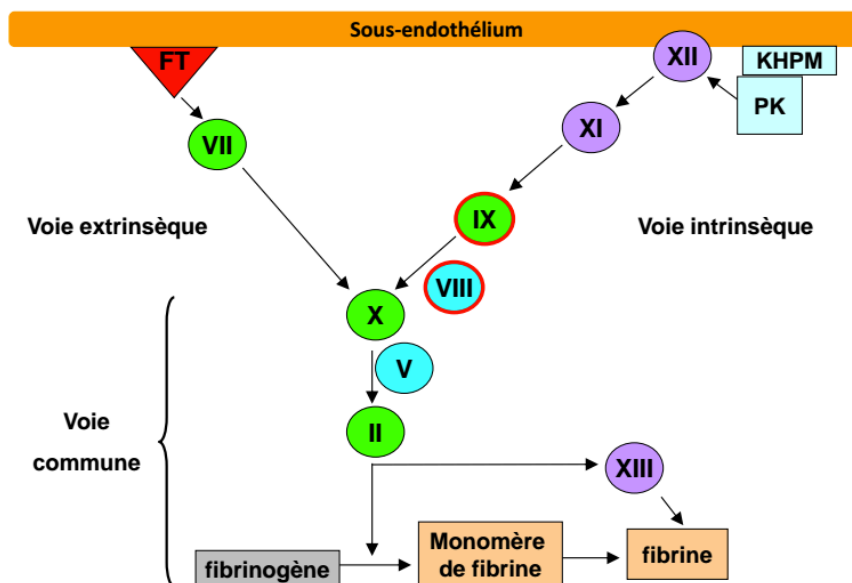 Sous-endothélium
FT
XII
KHPM
PK
XI
VII
IX
Voie extrinsèque
Voie intrinsèque
VIII
X
V
Voie
commune
II
XIII
fibrinogène
Monomère
de fibrine
fibrine